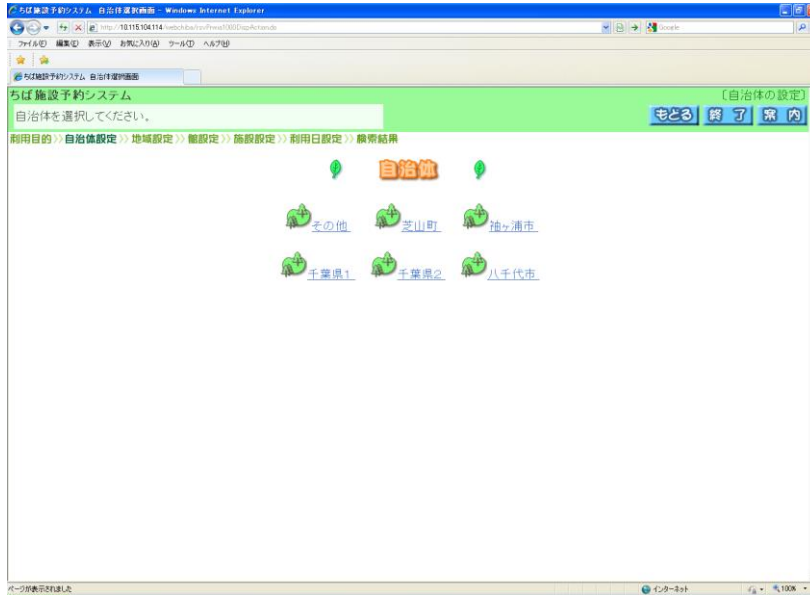 ちば施設予約システム 自治体選択画面 - Windows Internet Explorer
ファイル(F) 編集(E) 表示(V) お気に入り(A) ツール(T) ヘルプ(H)
ちば施設予約システム 自治体選択画面
ちば施設予約システム
〔自治体の設定〕
自治体を選択してください。
もどる 終了 案内
利用目的>>自治体設定>>地域設定>>館設定>>施設設定>>利用日設定>>検索結果
自治体
その他 芝山町 袖ヶ浦市
千葉県1 千葉県2 八千代市
ページが表示されました
インターネット
100%